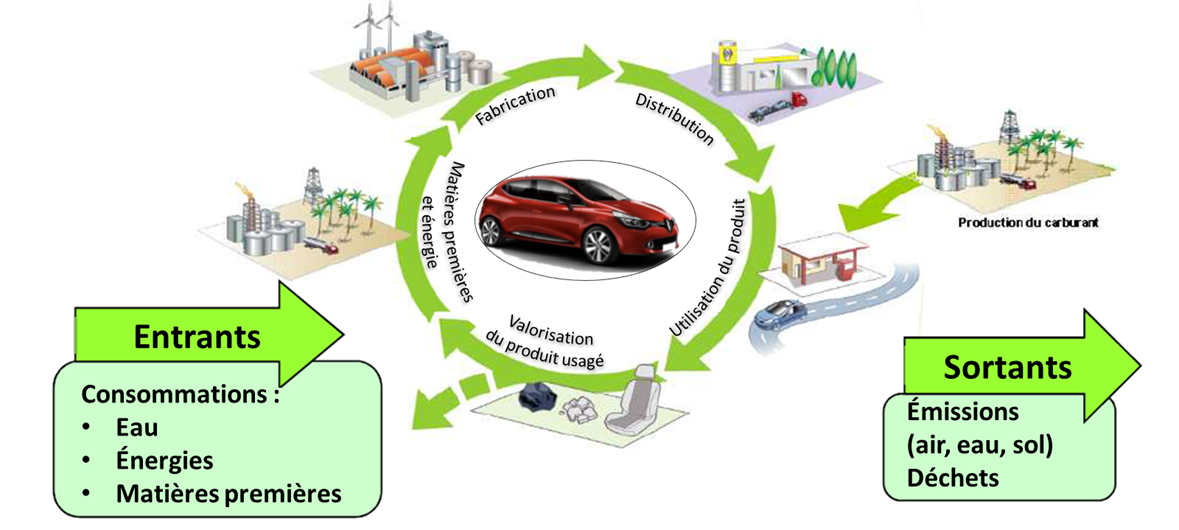 Fabrication
Distribution
Matières premières
et énergie
Utilisation du produit
Production du carburant
Valorisation
du produit usagé
Entrants
Consommations :
• Eau
• Énergies
• Matières premières
Sortants
Émissions
(air, eau, sol)
Déchets